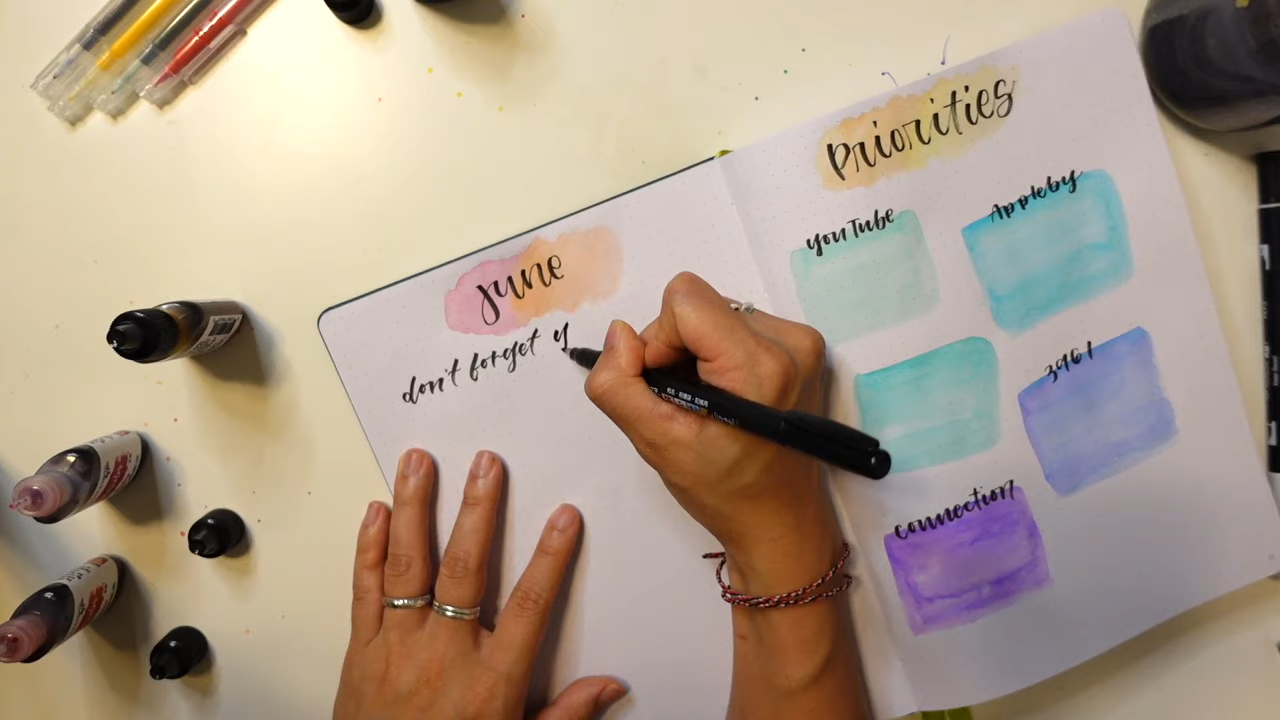 June
don't forget y
Priorities
youTube
Appleby
3961
connection